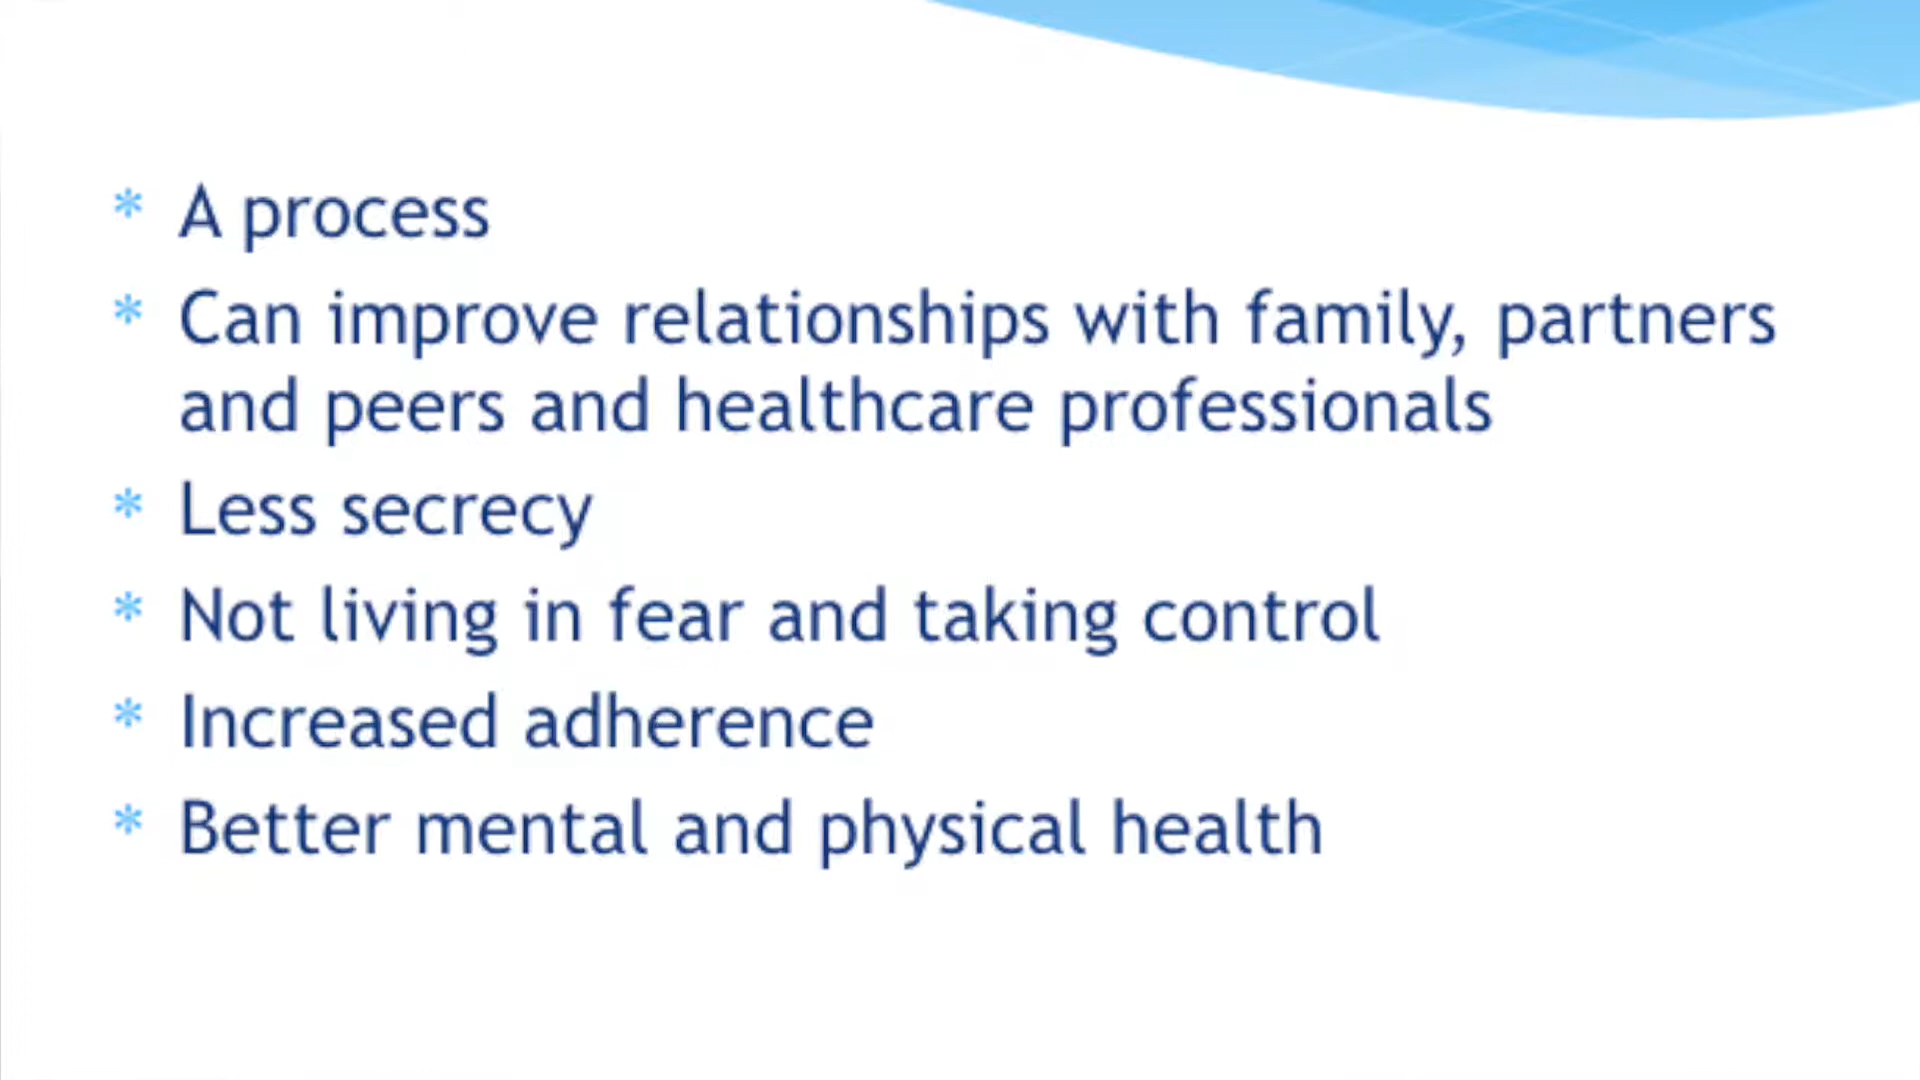 * A process
* Can improve relationships with family, partners
and peers and healthcare professionals
* Less secrecy
* Not living in fear and taking control
* Increased adherence
* Better mental and physical health